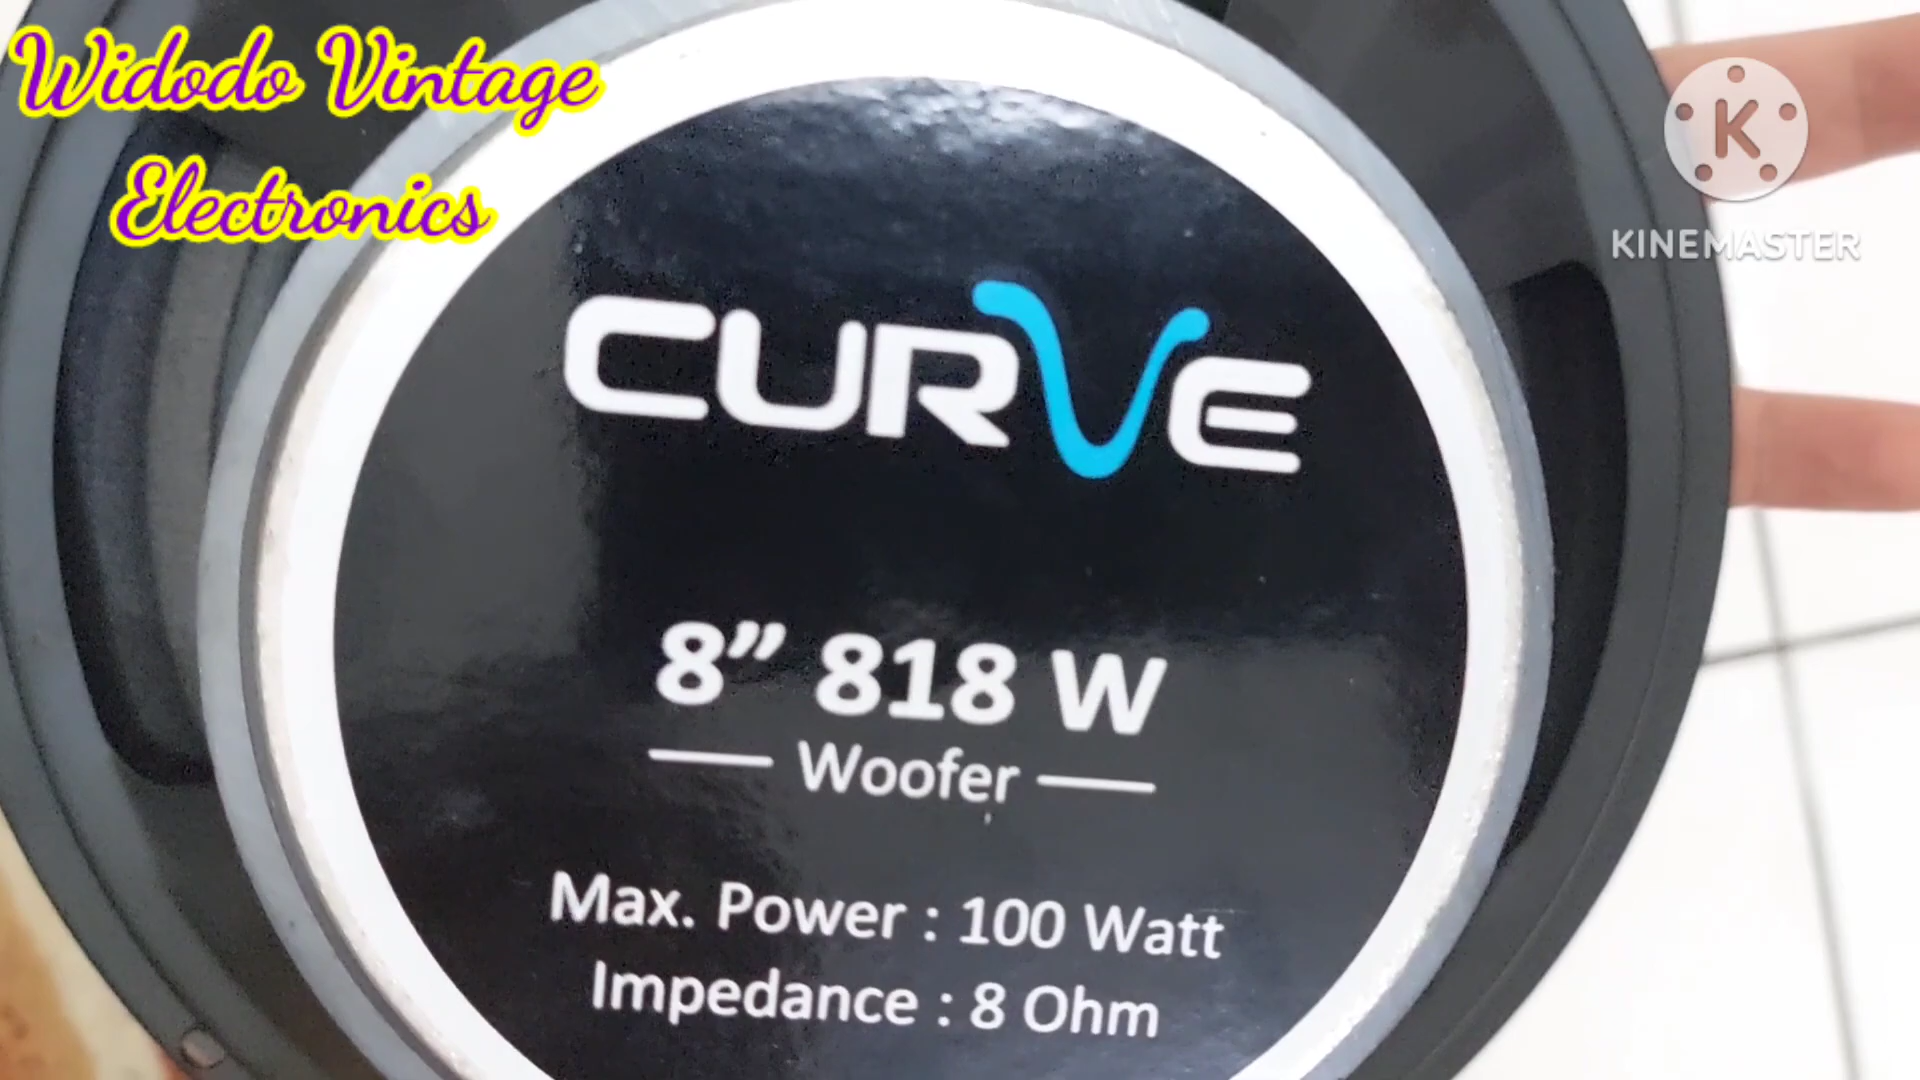 Widodo Vintage
Electronics
K
KINEMASTER
CURVE
8” 818 W
Woofer
Max. Power : 100 Watt
Impedance : 8 Ohm